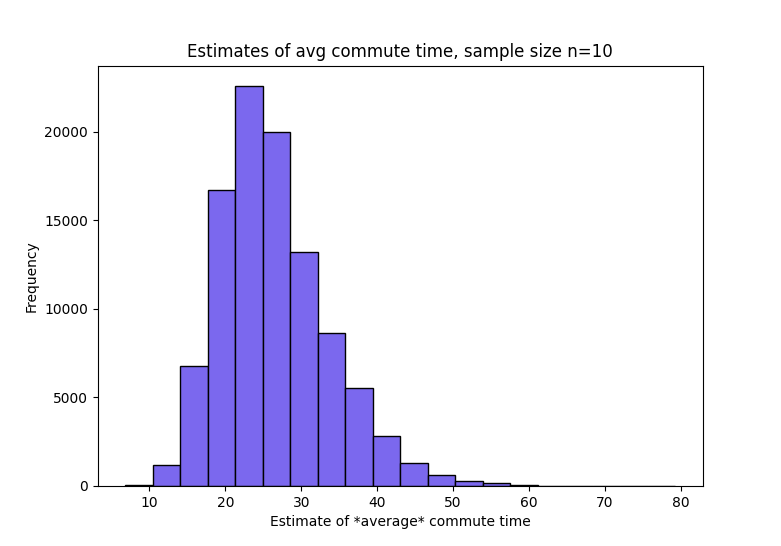 Estimates of avg commute time, sample size n=10
Frequency
20000
15000
10000
5000
0
10 20 30 40 50 60 70 80
Estimate of *average* commute time